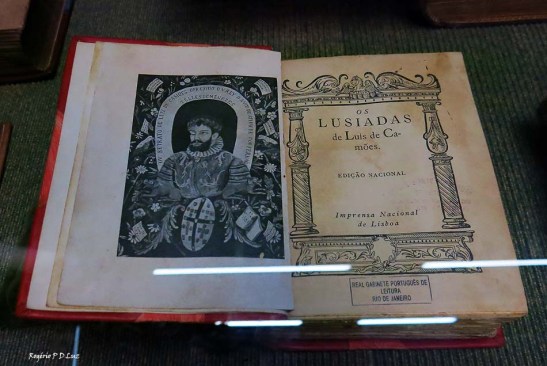 OS
LUSIADAS
de Luis de Ca-
mões.
EDIÇÃO NACIONAL
Imprensa Nacional
de Lisboa
REAL GABINETE PORTUGUÊS DE
LEITURA
RIO DE JANEIRO
Rogério P D Luz